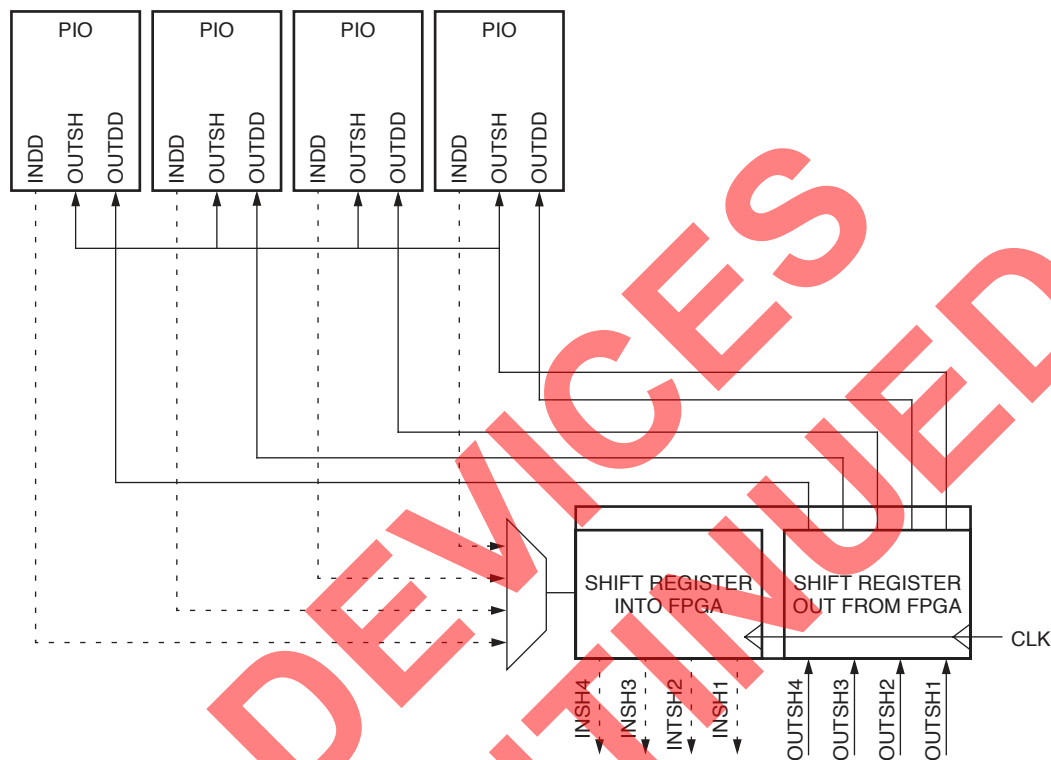 PIO
PIO
PIO
PIO
INDD
OUTSH
OUTDD
INDD
OUTSH
OUTDD
INDD
OUTSH
OUTDD
INDD
OUTSH
OUTDD
SHIFT REGISTER
INTO FPGA
SHIFT REGISTER
OUT FROM FPGA
CLK
INSH4
INSH3
INTSH2
INSH1
OUTSH4
OUTSH3
OUTSH2
OUTSH1
DEVICES